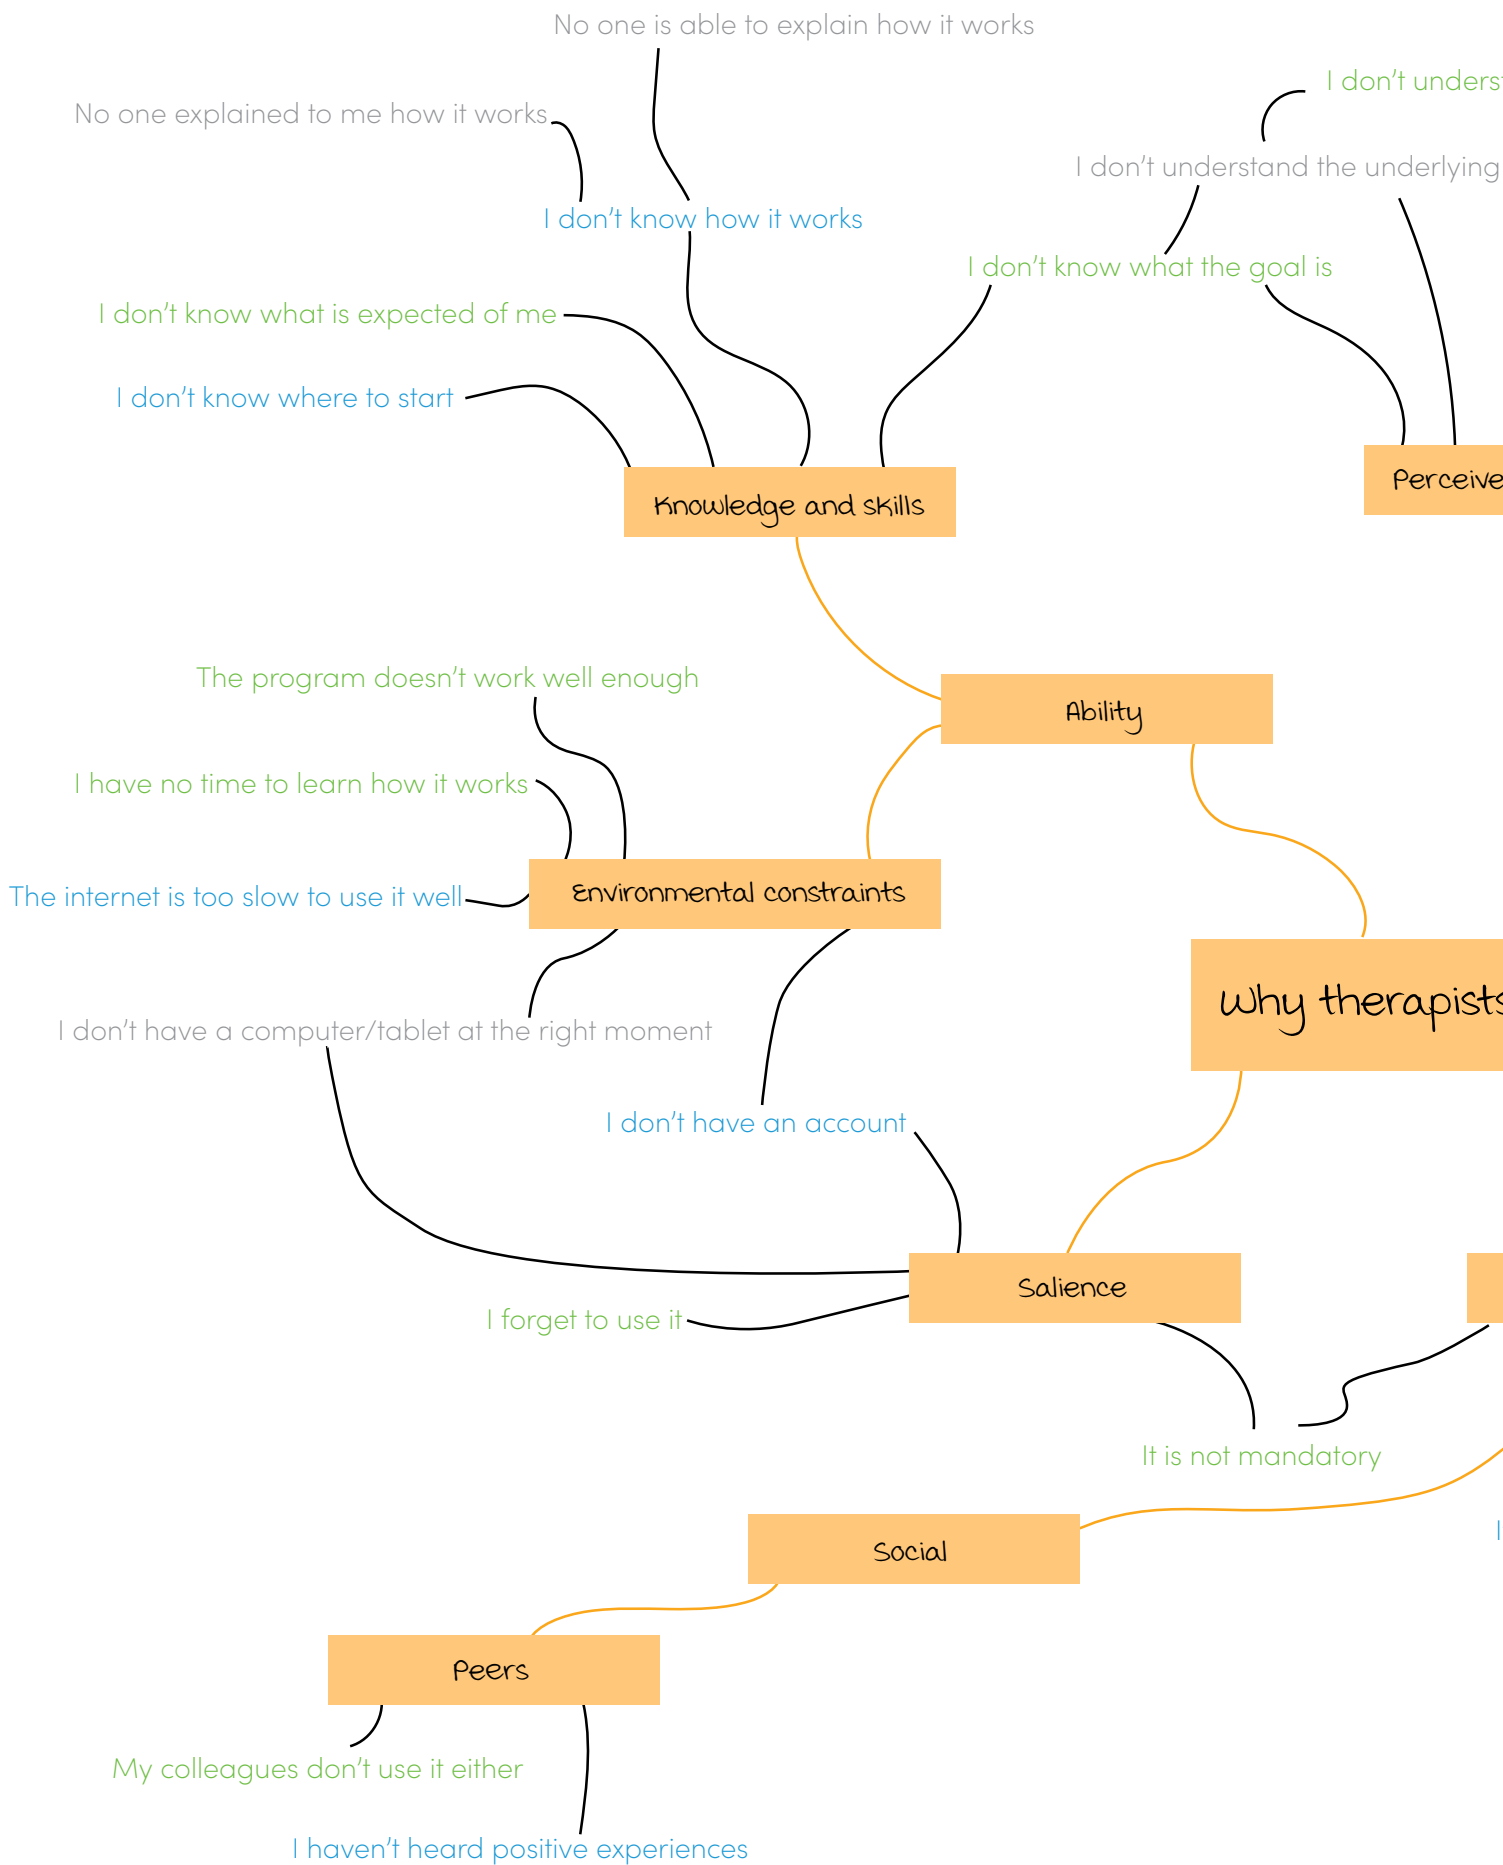 No one is able to explain how it works
I don't
No one explained to me how it works
I don't understand the underlying
I don't know how it works
I don't know what the goal is
I don't know what is expected of me
I don't know where to start
Knowledge and skills
The program doesn't work well enough
Ability
I have no time to learn how it works
Environmental constraints
The internet is too slow to use it well
Why therapists
I don't have a computer/tablet at the right moment
I don't have an account
Salience
I forget to use it
It is not mandatory
Social
I
Peers
My colleagues don't use it either
I haven't heard positive experiences